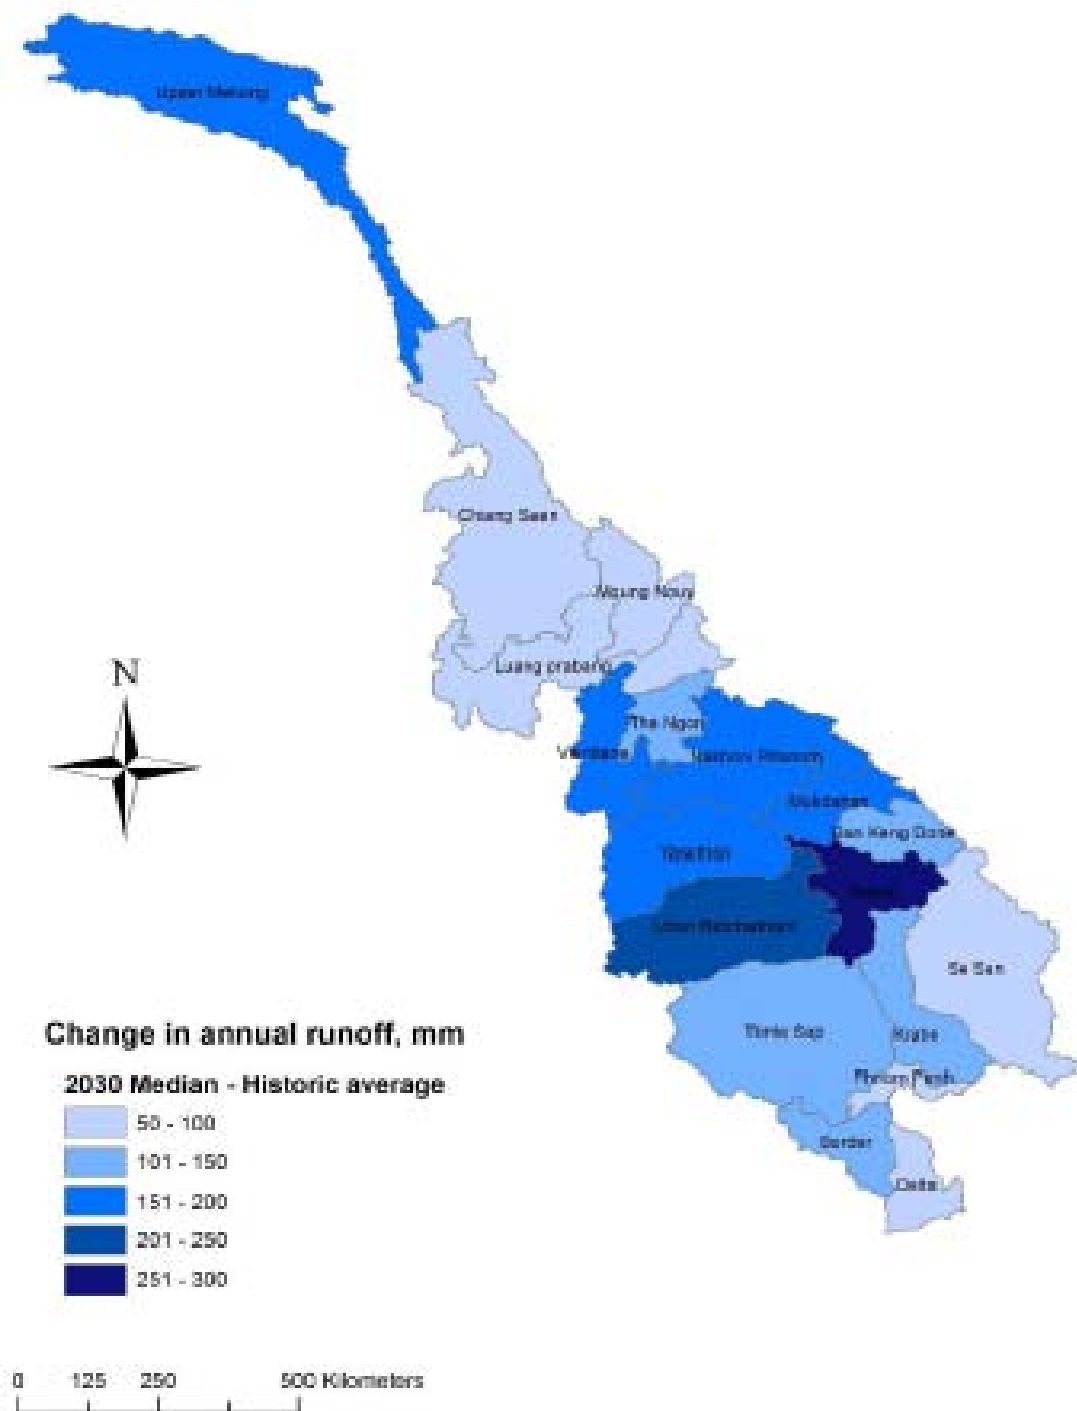 Upper Mekong
Chiang Saen
Moung Nouy
Luang prabang
N
The Ngon
Vientiane
Nakhon Phanom
Mukdahan
Ban Keng Done
Yasothon
Ubon Ratchathani
Se San
Tonle Sap
Kratie
Phnom Penh
Border
Delta
Change in annual runoff, mm
2030 Median - Historic average
50 - 100
101 - 150
151 - 200
201 - 250
251 - 300
0 125 250 500 Kilometers